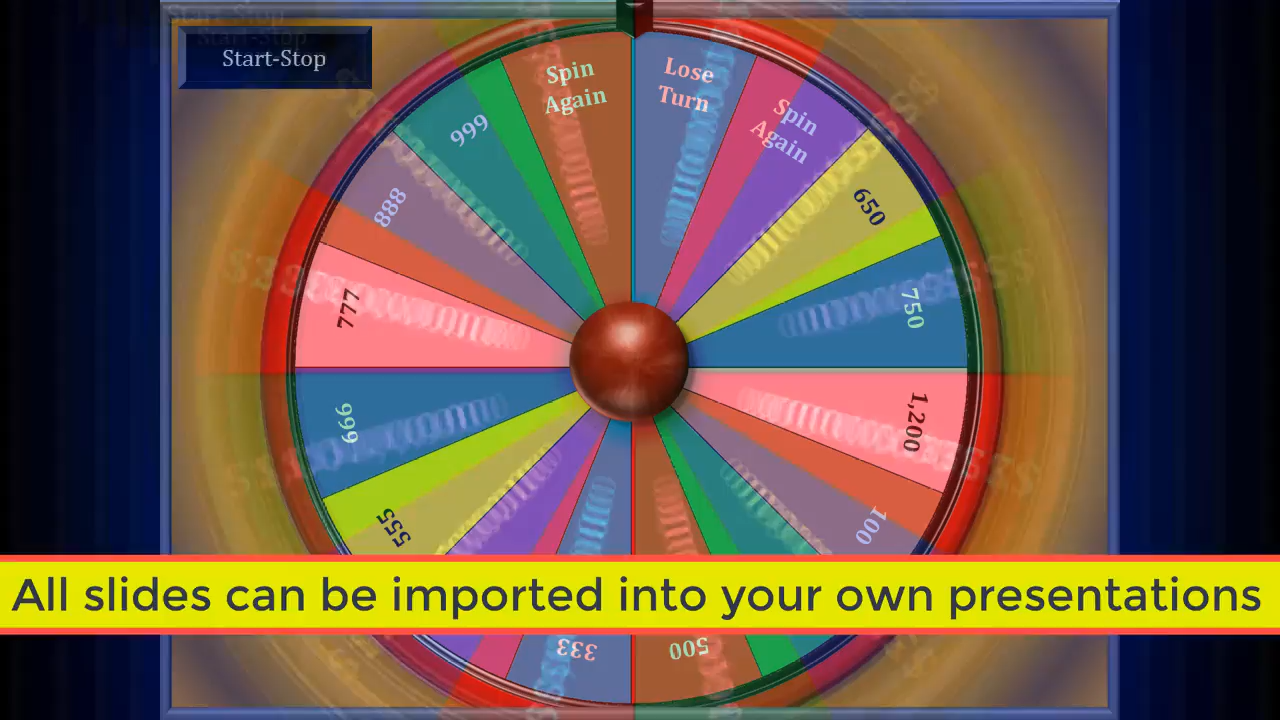 Start-Stop
Spin
Again
Lose
Turn
Spin
Again
650
750
1,200
100
500
333
555
999
777
888
999
All slides can be imported into your own presentations